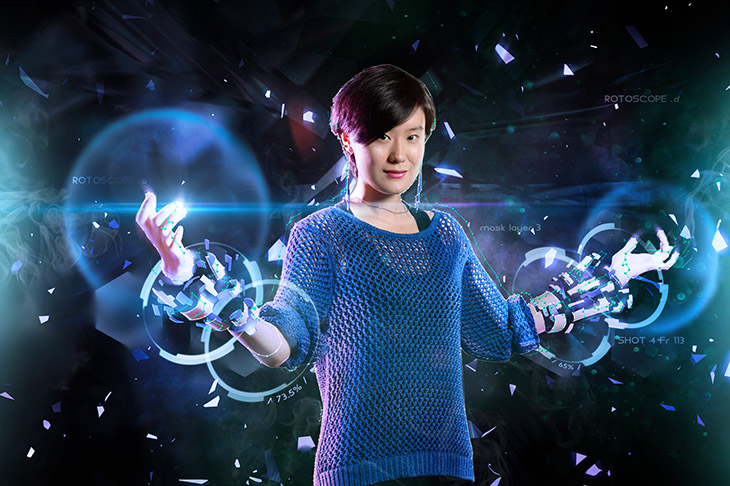 ROTOSCOPE .d
ROTOSCOPE
mask layer 3
SHOT 4 Fr 113
65%
73.5%